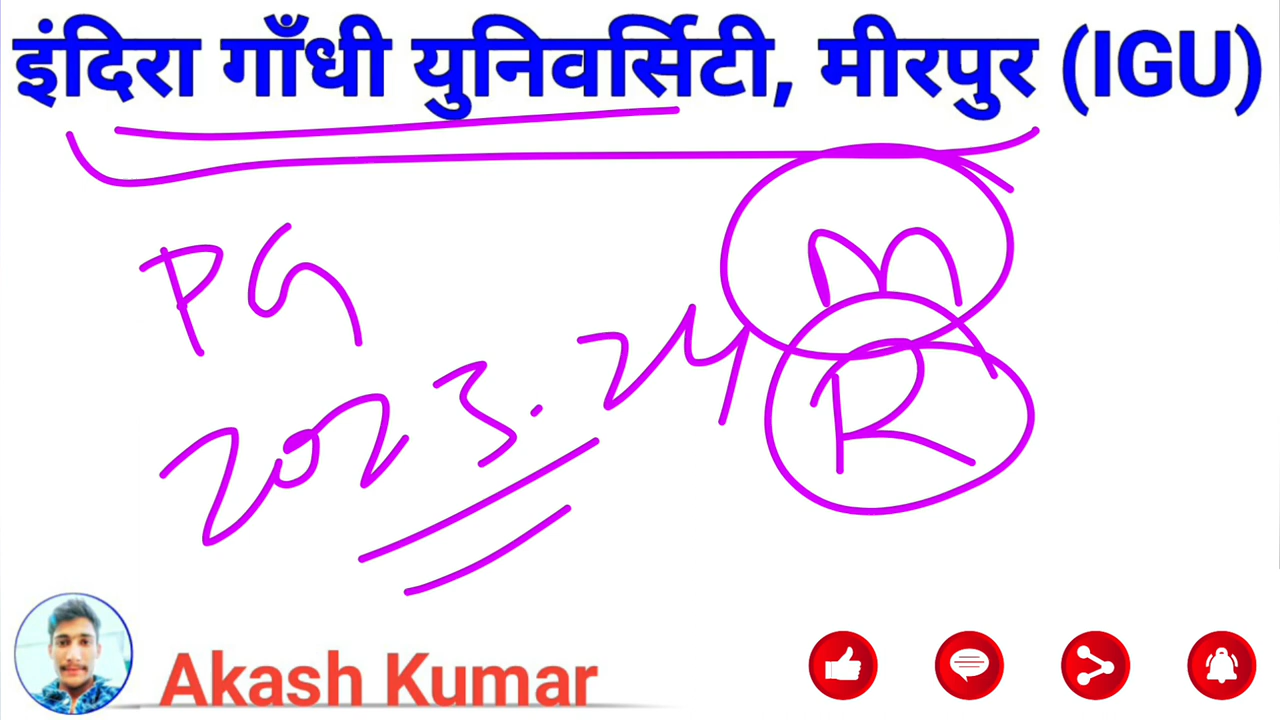 इंदिरा गाँधी युनिवर्सिटी, मीरपुर (IGU)
PG
M
2023.24
R
Akash Kumar